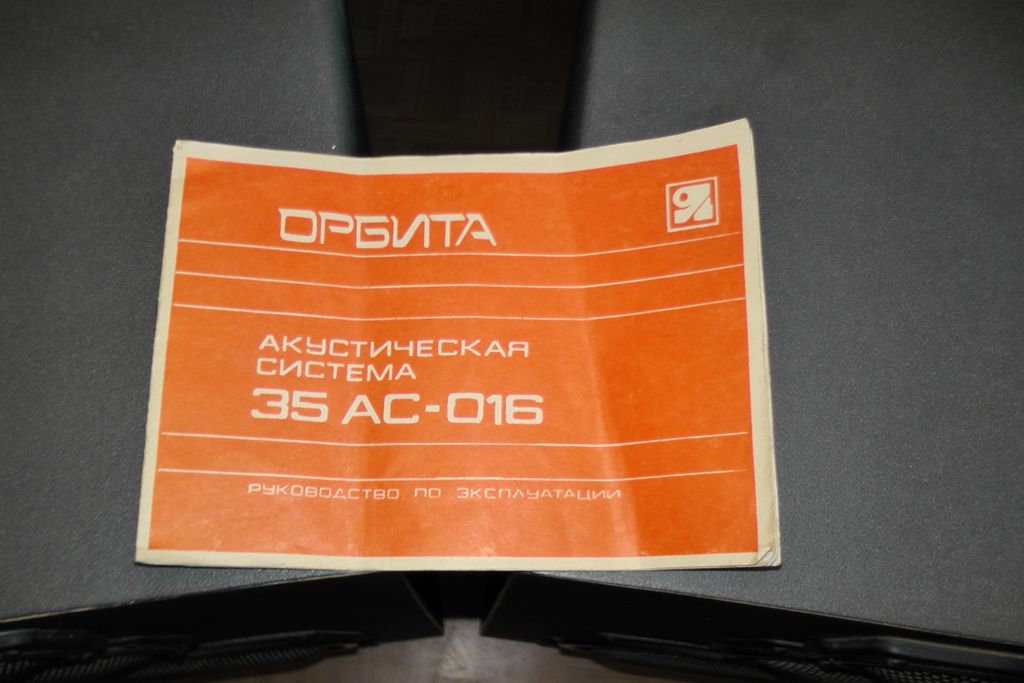 ОРБИТА
АКУСТИЧЕСКАЯ
СИСТЕМА
35 АС-016
РУКОВОДСТВО ПО ЭКСПЛУАТАЦИИ